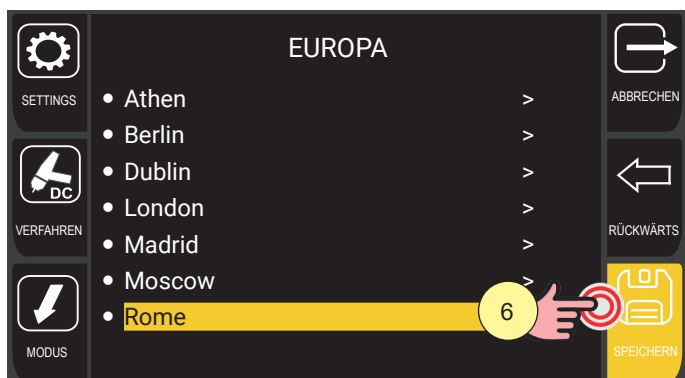 EUROPA
SETTINGS
DC
VERFAHREN
MODUS
• Athen >
• Berlin >
• Dublin >
• London >
• Madrid >
• Moscow >
• Rome
6
ABBRECHEN
RÜCKWÄRTS
SPEICHERN